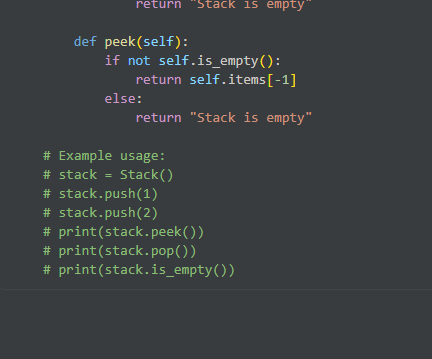 return "Stack is empty"
def peek(self):
if not self.is_empty():
return self.items[-1]
else:
return "Stack is empty"
# Example usage:
# stack = Stack()
# stack.push(1)
# stack.push(2)
# print(stack.peek())
# print(stack.pop())
# print(stack.is_empty())